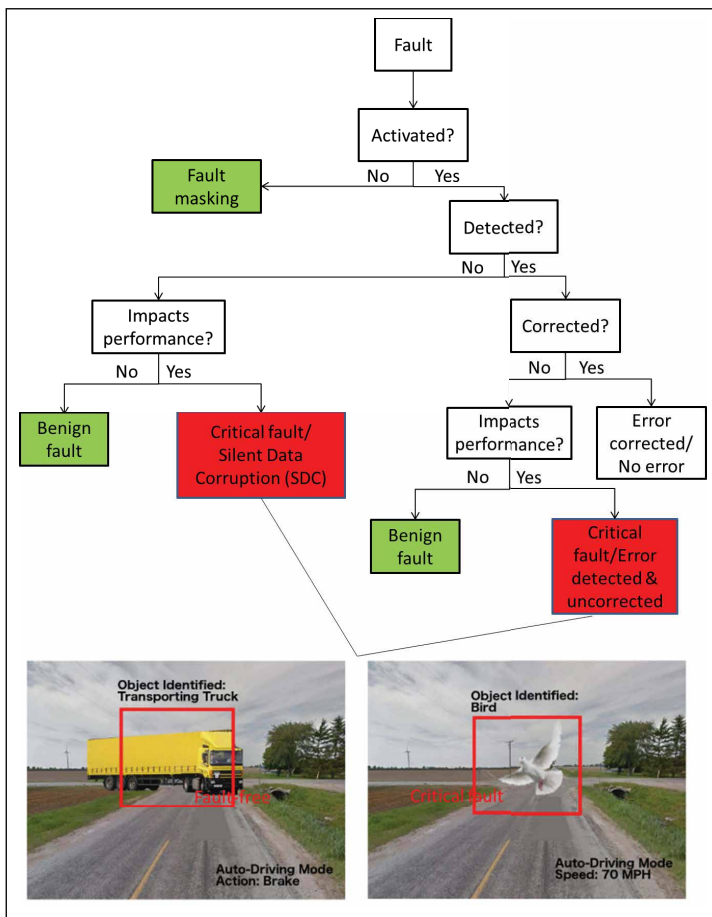 Fault
Activated?
No Yes
Fault
masking
Detected?
No Yes
Impacts
performance?
Corrected?
No Yes
No Yes
Benign
fault
Critical fault/
Silent Data
Corruption (SDC)
Impacts
performance?
Error
corrected/
No error
No Yes
Benign
fault
Critical
fault/Error
detected &
uncorrected
Object Identified:
Transporting Truck
Fault-free
Auto-Driving Mode
Action: Brake
Object Identified:
Bird
Critical fault
Auto-Driving Mode
Speed: 70 MPH